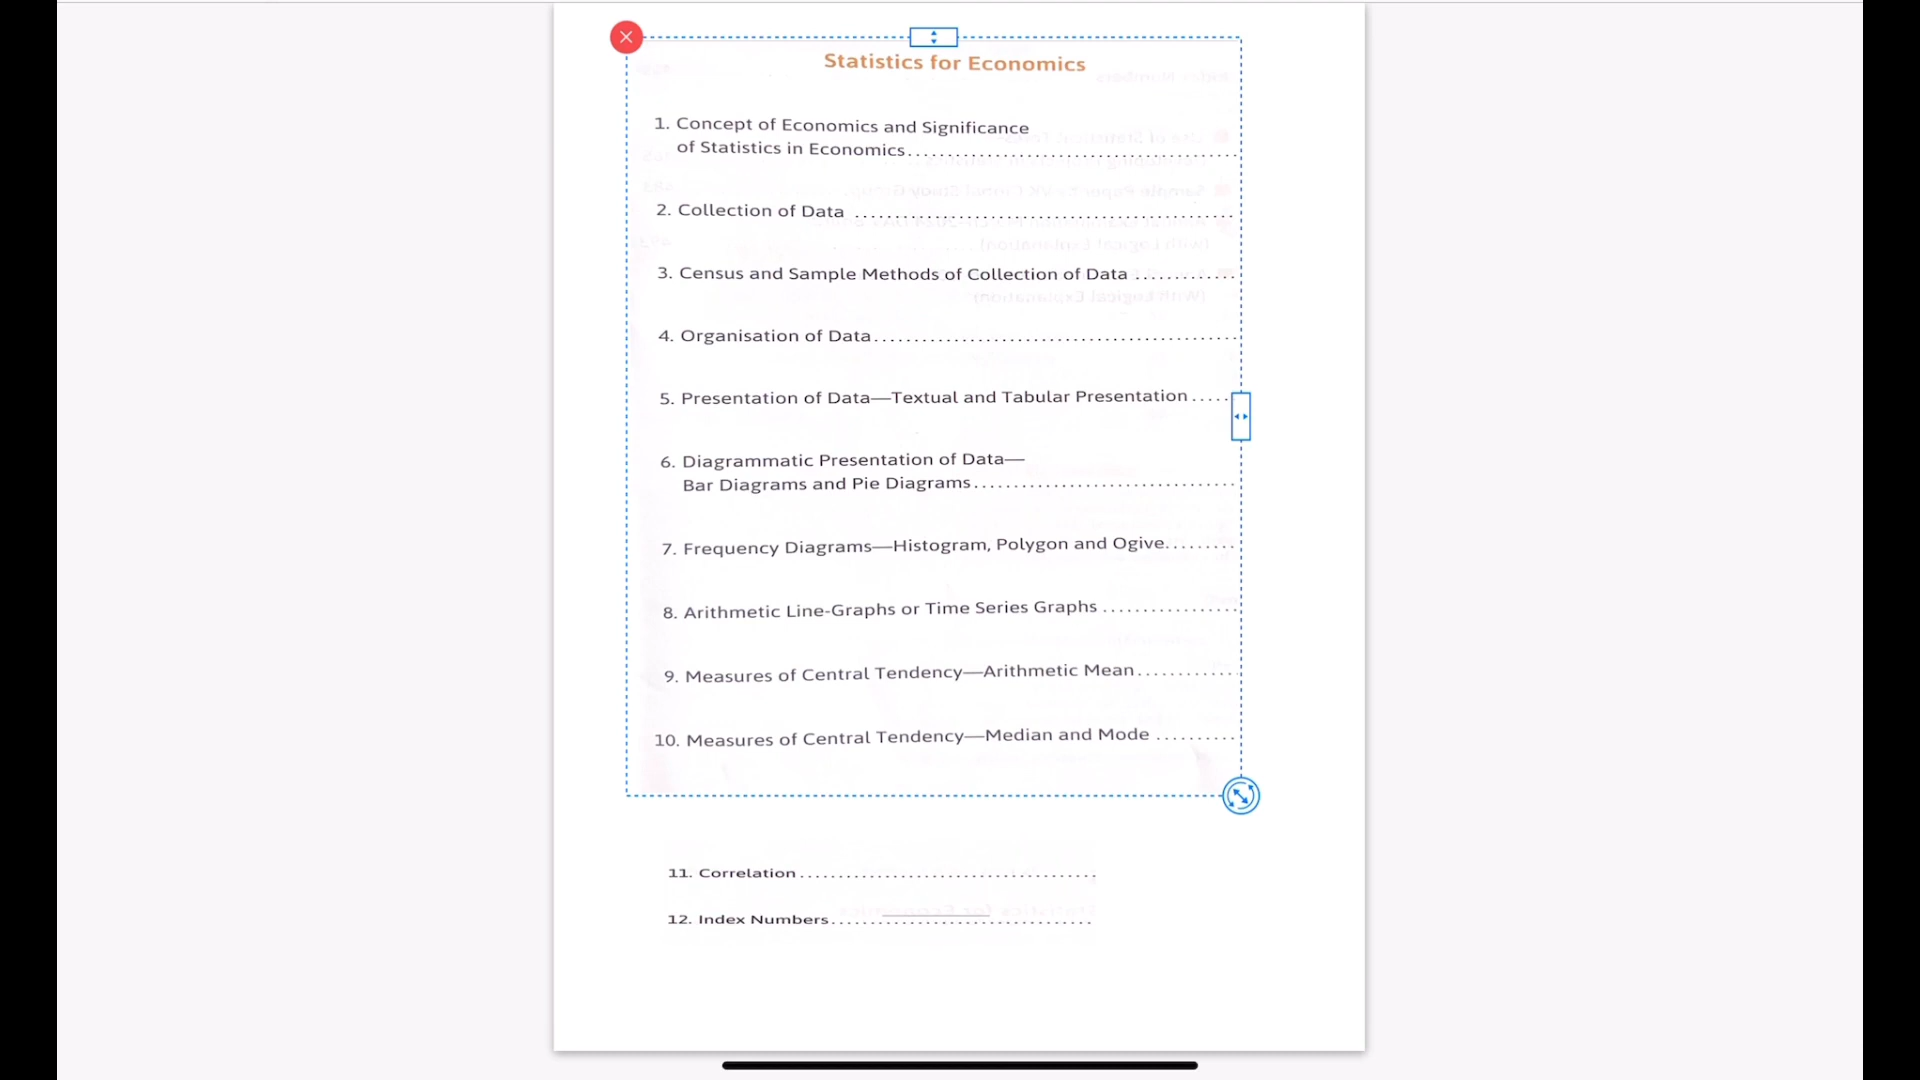 Statistics for Economics
1. Concept of Economics and Significance
of Statistics in Economics
2. Collection of Data
3. Census and Sample Methods of Collection of Data
4. Organisation of Data
5. Presentation of Data—Textual and Tabular Presentation
6. Diagrammatic Presentation of Data—
Bar Diagrams and Pie Diagrams
7. Frequency Diagrams—Histogram, Polygon and Ogive
8. Arithmetic Line-Graphs or Time Series Graphs
9. Measures of Central Tendency—Arithmetic Mean
10. Measures of Central Tendency—Median and Mode
11. Correlation
12. Index Numbers